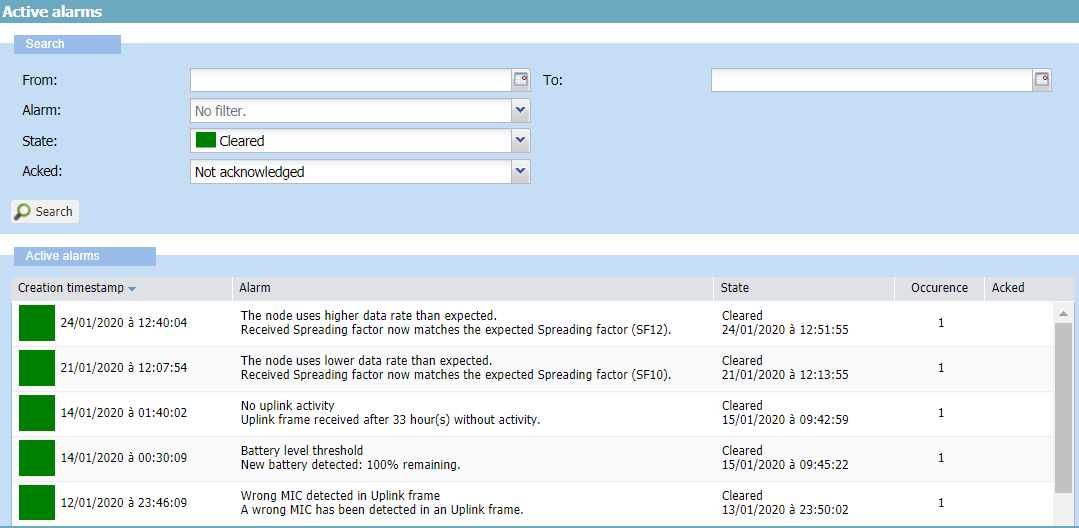 Active alarms
Search
From: To:
Alarm: No filter.
State: Cleared
Acked: Not acknowledged
Search
Active alarms
Creation timestamp Alarm State Occurence Acked
24/01/2020 à 12:40:04 The node uses higher data rate than expected. Cleared 1
Received Spreading factor now matches the expected Spreading factor (SF12). 24/01/2020 à 12:51:55
21/01/2020 à 12:07:54 The node uses lower data rate than expected. Cleared 1
Received Spreading factor now matches the expected Spreading factor (SF10). 21/01/2020 à 12:13:55
14/01/2020 à 01:40:02 No uplink activity Cleared 1
Uplink frame received after 33 hour(s) without activity. 15/01/2020 à 09:42:59
14/01/2020 à 00:30:09 Battery level threshold Cleared 1
New battery detected: 100% remaining. 15/01/2020 à 09:45:22
12/01/2020 à 23:46:09 Wrong MIC detected in Uplink frame Cleared 1
A wrong MIC has been detected in an Uplink frame. 13/01/2020 à 23:50:02